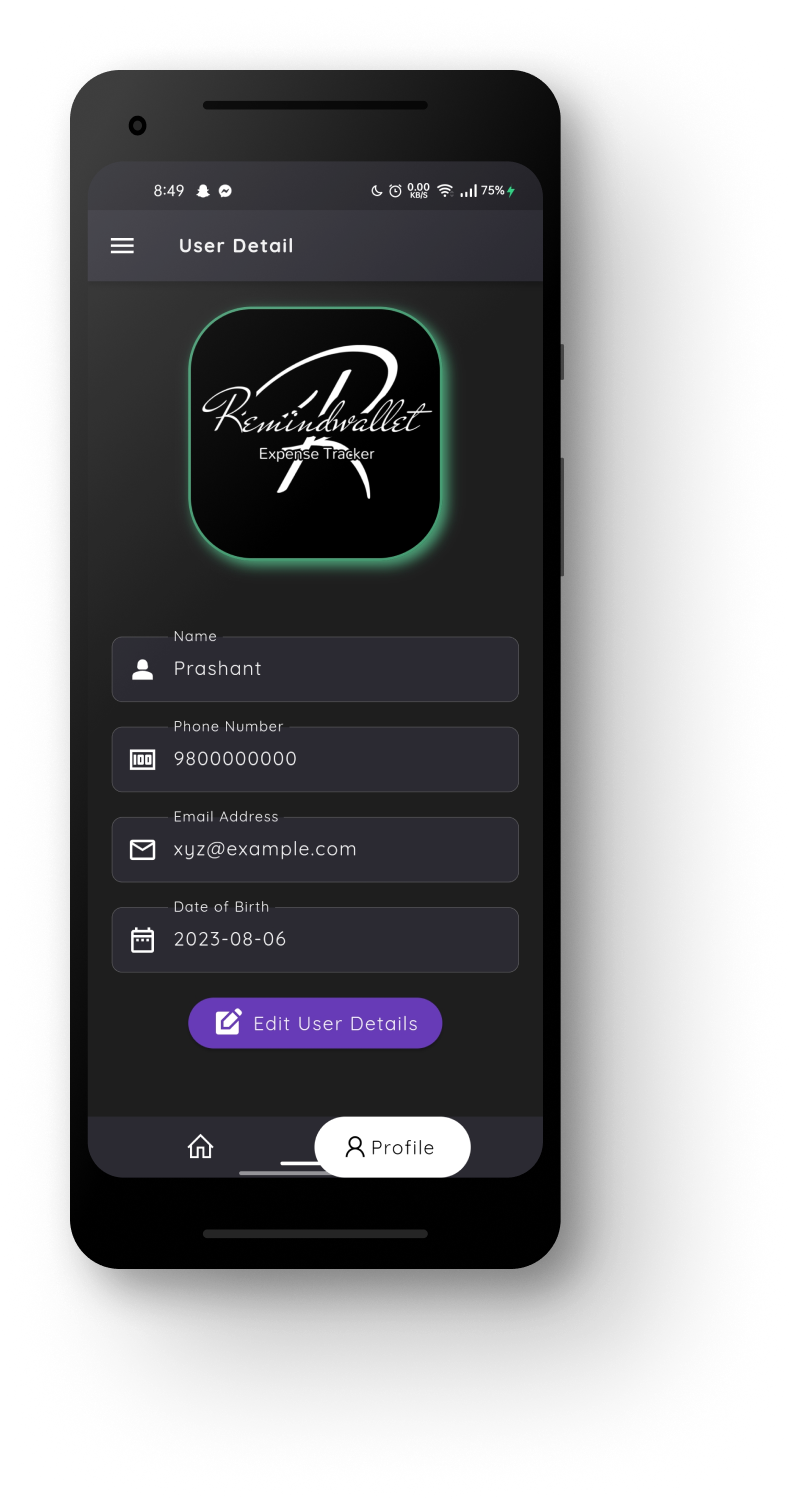 8:49
0.00
KB/S
75%
User Detail
Remindwallet
Expense Tracker
Name
Prashant
Phone Number
9800000000
Email Address
xyz@example.com
Date of Birth
2023-08-06
Edit User Details
Profile